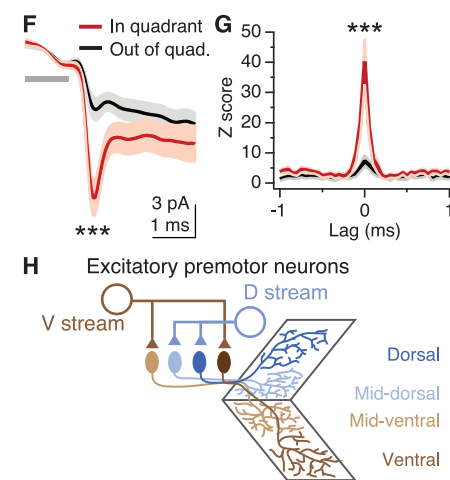 F
In quadrant
Out of quad.
***
3 pA
1 ms
G
***
50
40
30
20
10
0
Z score
-1
0
1
Lag (ms)
H
Excitatory premotor neurons
V stream
D stream
Dorsal
Mid-dorsal
Mid-ventral
Ventral